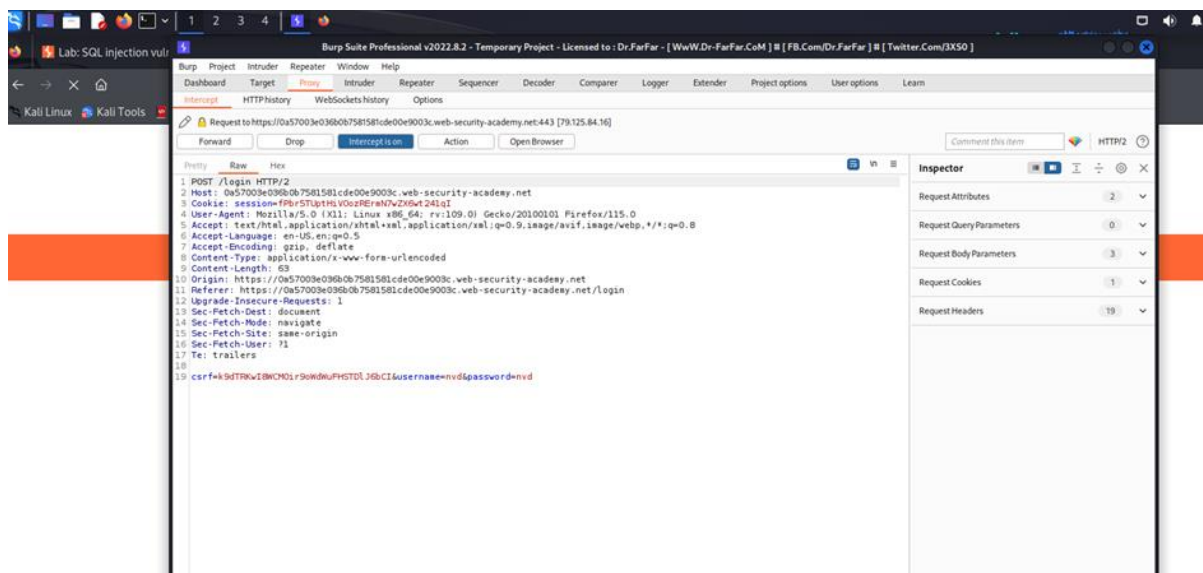 1 2 3 4
Lab: SQL injection vulr
Burp Suite Professional v2022.8.2 - Temporary Project - Licensed to : Dr.FarFar - [ WwW.Dr-FarFar.CoM ] # [ FB.Com/Dr.FarFar ] # [ Twitter.Com/3XS0 ]
Burp Project Intruder Repeater Window Help
Dashboard Target Proxy Intruder Repeater Sequencer Decoder Comparer Logger Extender Project options User options Learn
Intercept HTTP history WebSockets history Options
Kali Linux Kali Tools
Request to https://0a57003e036b0b7581581cde00e9003c.web-security-academy.net:443 [79.125.84.16]
Forward Drop Intercept is on Action Open Browser Comment this item HTTP/2 ?
Pretty Raw Hex \n
Inspector
1 POST /login HTTP/2
2 Host: 0a57003e036b0b7581581cde00e9003c.web-security-academy.net
3 Cookie: session=fPbr5TUptHiVOozREreN7wZX6wt241qI
4 User-Agent: Mozilla/5.0 (X11; Linux x86_64; rv:109.0) Gecko/20100101 Firefox/115.0
5 Accept: text/html,application/xhtml+xml,application/xml;q=0.9,image/avif,image/webp,*/*;q=0.8
6 Accept-Language: en-US,en;q=0.5
7 Accept-Encoding: gzip, deflate
8 Content-Type: application/x-www-form-urlencoded
9 Content-Length: 63
10 Origin: https://0a57003e036b0b7581581cde00e9003c.web-security-academy.net
11 Referer: https://0a57003e036b0b7581581cde00e9003c.web-security-academy.net/login
12 Upgrade-Insecure-Requests: 1
13 Sec-Fetch-Dest: document
14 Sec-Fetch-Mode: navigate
15 Sec-Fetch-Site: same-origin
16 Sec-Fetch-User: ?1
17 Te: trailers
18
19 csrf=k9dTRKwI8WCMOir9oWdWuFHSTDlJ6bCI&username=nvd&password=nvd
Request Attributes 2
Request Query Parameters 0
Request Body Parameters 3
Request Cookies 1
Request Headers 19